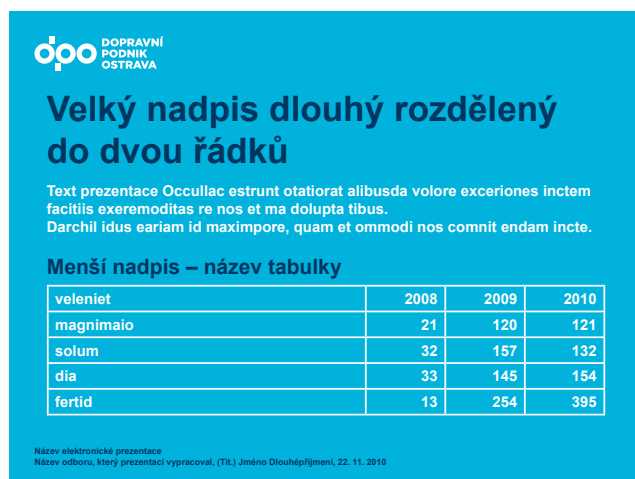 dpo DOPRAVNÍ
PODNIK
OSTRAVA
Velký nadpis dlouhý rozdělený
do dvou řádků
Text prezentace Occullac estrunt otatiorat alibusda volore exceriones inctem
facitiis exeremoditas re nos et ma dolupta tibus.
Darchil idus eariam id maximpore, quam et ommodi nos comnit endam incte.
Menší nadpis – název tabulky
veleniet 2008 2009 2010
magnimaio 21 120 121
solum 32 157 132
dia 33 145 154
fertid 13 254 395
Název elektronické prezentace
Název odboru, který prezentaci vypracoval, (Tit.) Jméno Dlouhépříjmení, 22. 11. 2010